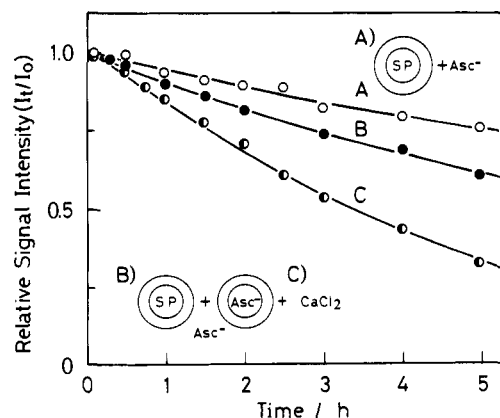 Relative Signal Intensity (It/Io)
1.0
0.5
0
A)
SP + Asc⁻
A
B
C
B) C)
SP + Asc⁻ + CaCl₂
Asc⁻
0 1 2 3 4 5
Time / h